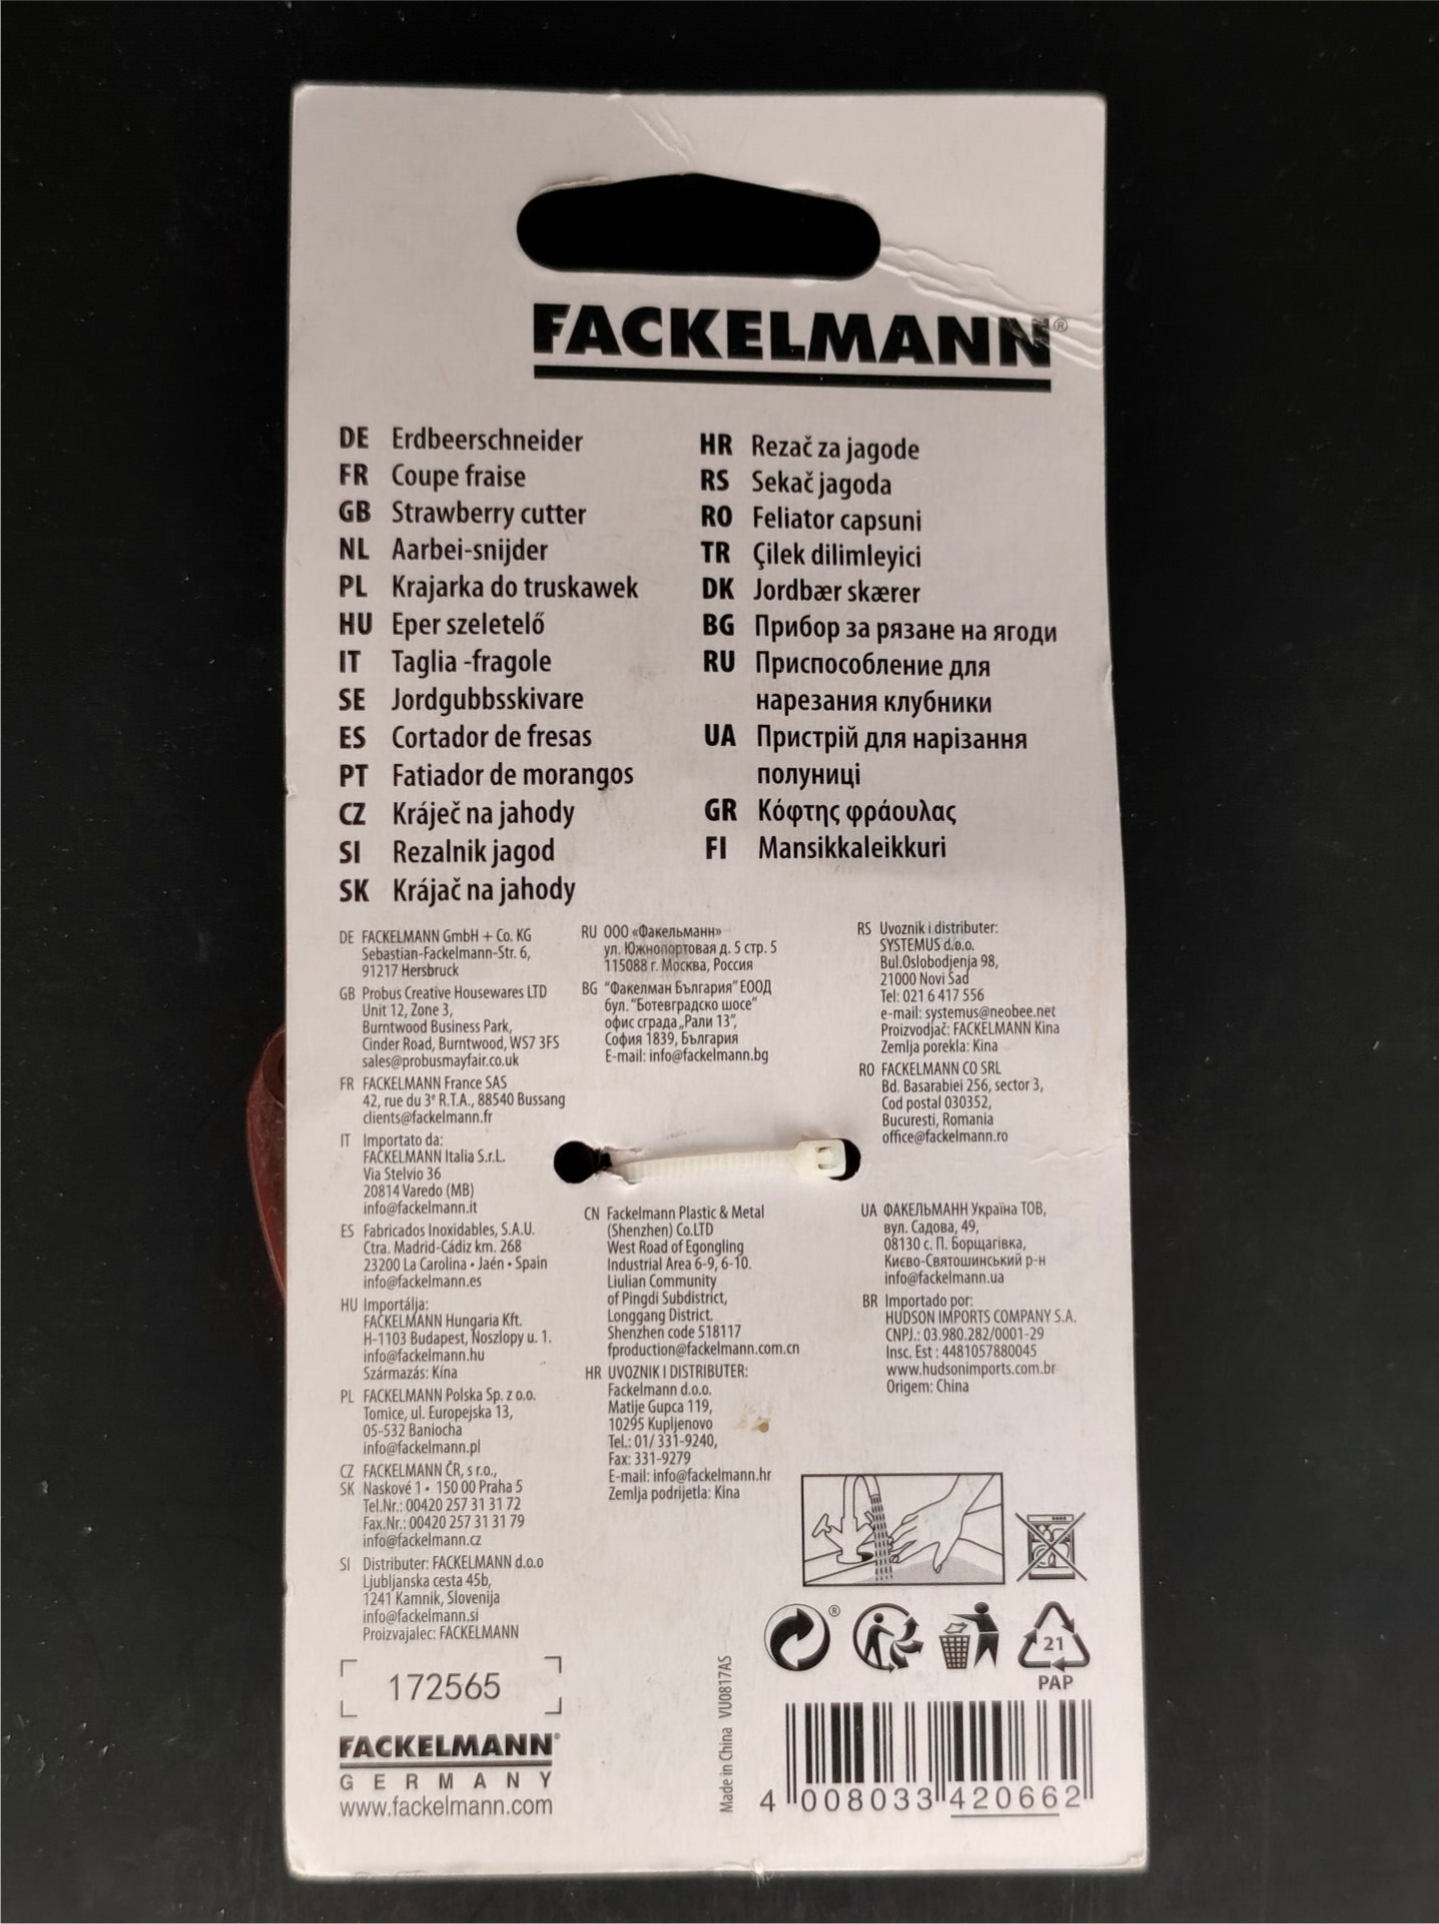 FACKELMANN®
DE Erdbeerschneider
FR Coupe fraise
GB Strawberry cutter
NL Aarbei-snijder
PL Krajarka do truskawek
HU Eper szeletelő
IT Taglia -fragole
SE Jordgubbsskivare
ES Cortador de fresas
PT Fatiador de morangos
CZ Kráječ na jahody
SI Rezalnik jagod
SK Krájač na jahody
HR Rezač za jagode
RS Sekač jagoda
RO Feliator capsuni
TR Çilek dilimleyici
DK Jordbær skærer
BG Прибор за рязане на ягоди
RU Приспособление для
нарезания клубники
UA Пристрій для нарізання
полуниці
GR Κόφτης φράουλας
FI Mansikkaleikkuri
DE FACKELMANN GmbH + Co. KG
Sebastian-Fackelmann-Str. 6,
91217 Hersbruck
GB Probus Creative Housewares LTD
Unit 12, Zone 3,
Burntwood Business Park,
Cinder Road, Burntwood, WS7 3FS
sales@probusmayfair.co.uk
FR FACKELMANN France SAS
42, rue du 3e R.T.A., 88540 Bussang
clients@fackelmann.fr
IT Importato da:
FACKELMANN Italia S.r.L.
Via Stelvio 36
20814 Varedo (MB)
info@fackelmann.it
ES Fabricados Inoxidables, S.A.U.
Ctra. Madrid-Cádiz km. 268
23200 La Carolina • Jaén • Spain
info@fackelmann.es
HU Importálja:
FACKELMANN Hungaria Kft.
H-1103 Budapest, Noszlopy u. 1.
info@fackelmann.hu
Származás: Kína
PL FACKELMANN Polska Sp. z o.o.
Tomice, ul. Europejska 13,
05-532 Baniocha
info@fackelmann.pl
CZ FACKELMANN ČR, s r.o.,
SK Naskové 1 • 150 00 Praha 5
Tel.Nr.: 00420 257 31 31 72
Fax.Nr.: 00420 257 31 31 79
info@fackelmann.cz
SI Distributer: FACKELMANN d.o.o
Ljubljanska cesta 45b,
1241 Kamnik, Slovenija
info@fackelmann.si
Proizvajalec: FACKELMANN
RU ООО «Факельманн»
ул. Южнопортовая д. 5 стр. 5
115088 г. Москва, Россия
BG "Факелман България" ЕООД
бул. "Ботевградско шосе"
офис сграда „Рали 13",
София 1839, България
E-mail: info@fackelmann.bg
CN Fackelmann Plastic & Metal
(Shenzhen) Co.LTD
West Road of Egongling
Industrial Area 6-9, 6-10.
Liulian Community
of Pingdi Subdistrict,
Longgang District.
Shenzhen code 518117
fproduction@fackelmann.com.cn
HR UVOZNIK I DISTRIBUTER:
Fackelmann d.o.o.
Matije Gupca 119,
10295 Kupljenovo
Tel.: 01/ 331-9240,
Fax: 331-9279
E-mail: info@fackelmann.hr
Zemlja podrijetla: Kina
RS Uvoznik i distributer:
SYSTEMUS d.o.o.
Bul.Oslobodjenja 98,
21000 Novi Sad
Tel: 021 6 417 556
e-mail: systemus@neobee.net
Proizvodjač: FACKELMANN Kina
Zemlja porekla: Kina
RO FACKELMANN CO SRL
Bd. Basarabiei 256, sector 3,
Cod postal 030352,
Bucuresti, Romania
office@fackelmann.ro
UA ФАКЕЛЬМАНН Україна ТОВ,
вул. Садова, 49,
08130 с. П. Борщагівка,
Києво-Святошинський р-н
info@fackelmann.ua
BR Importado por:
HUDSON IMPORTS COMPANY S.A.
CNPJ.: 03.980.282/0001-29
Insc. Est : 4481057880045
www.hudsonimports.com.br
Origem: China
®
21
PAP
172565
FACKELMANN®
GERMANY
www.fackelmann.com
Made in China VU0817AS
4 008033 420662